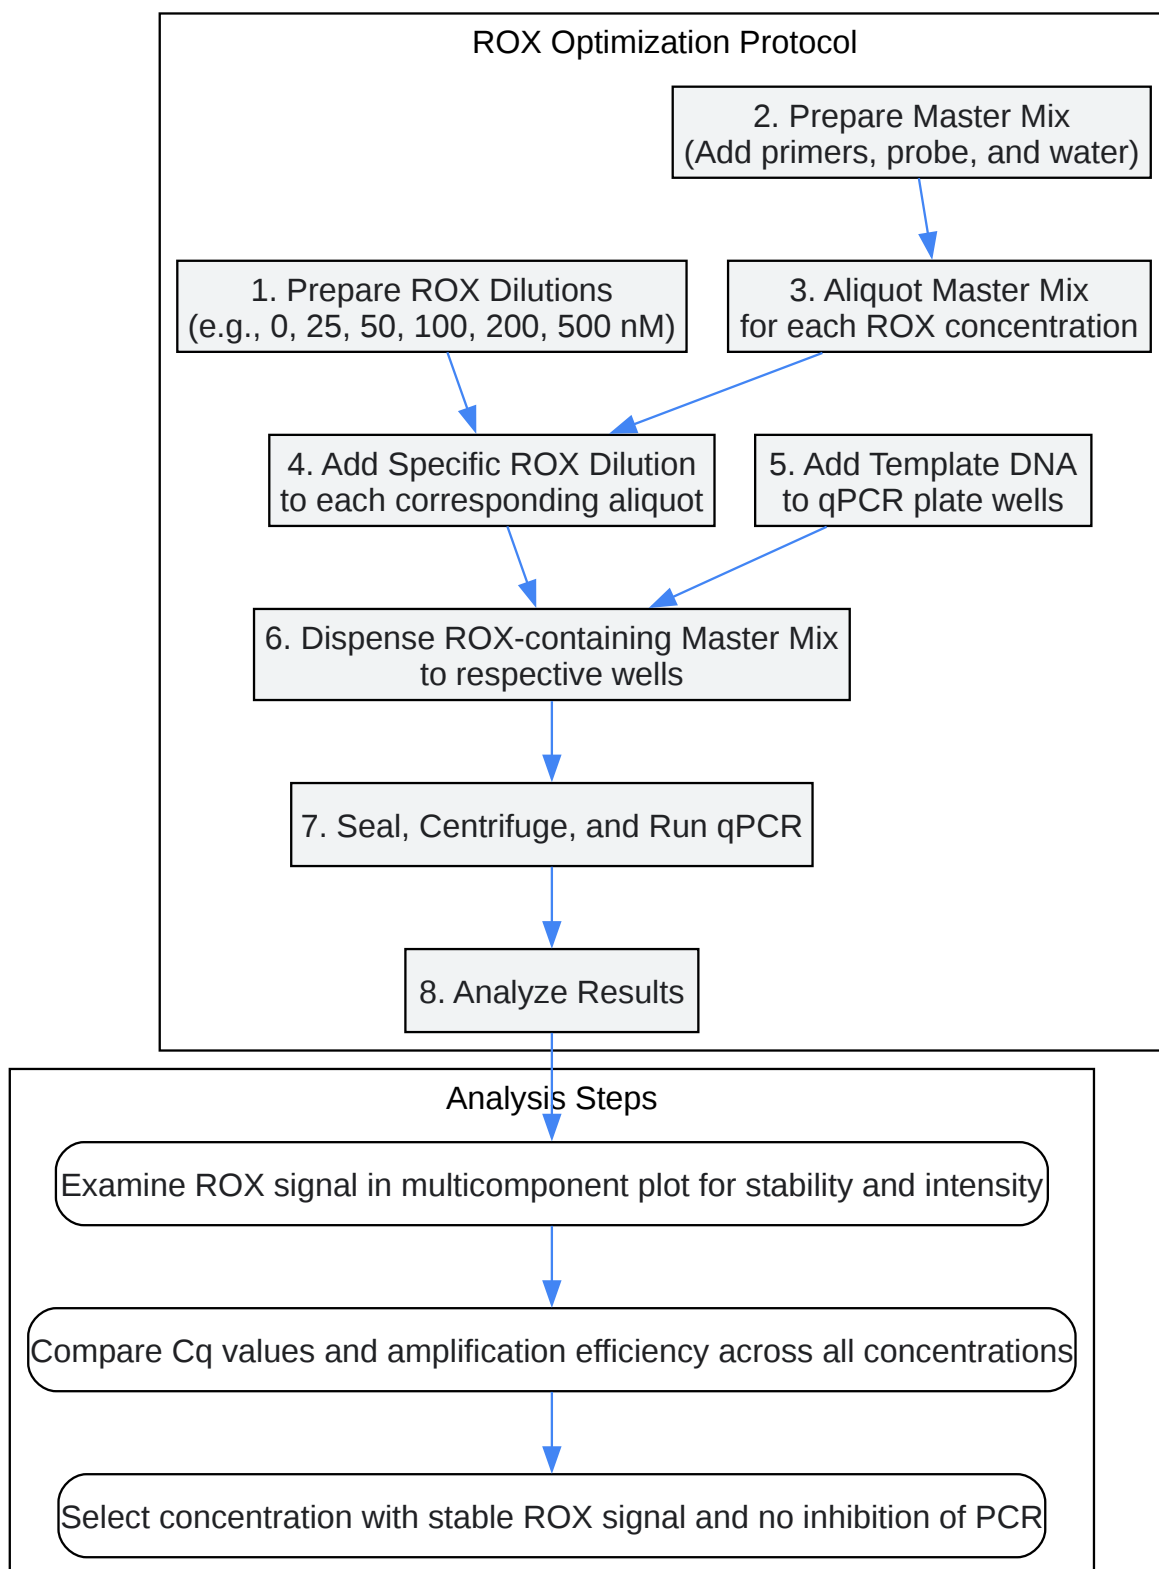 ROX Optimization Protocol
2. Prepare Master Mix
(Add primers, probe, and water)
1. Prepare ROX Dilutions
(e.g., 0, 25, 50, 100, 200, 500 nM)
3. Aliquot Master Mix
for each ROX concentration
4. Add Specific ROX Dilution
to each corresponding aliquot
5. Add Template DNA
to qPCR plate wells
6. Dispense ROX-containing Master Mix
to respective wells
7. Seal, Centrifuge, and Run qPCR
8. Analyze Results
Analysis Steps
Examine ROX signal in multicomponent plot for stability and intensity
Compare Cq values and amplification efficiency across all concentrations
Select concentration with stable ROX signal and no inhibition of PCR